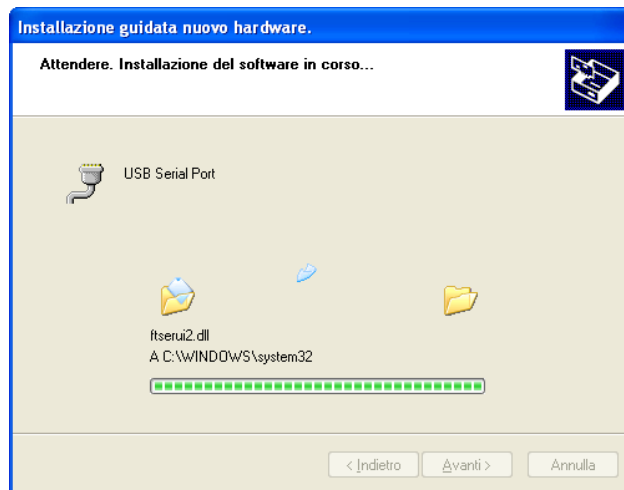 Installazione guidata nuovo hardware.
Attendere. Installazione del software in corso...
USB Serial Port
ftserui2.dll
A C:\WINDOWS\system32
< Indietro
Avanti >
Annulla